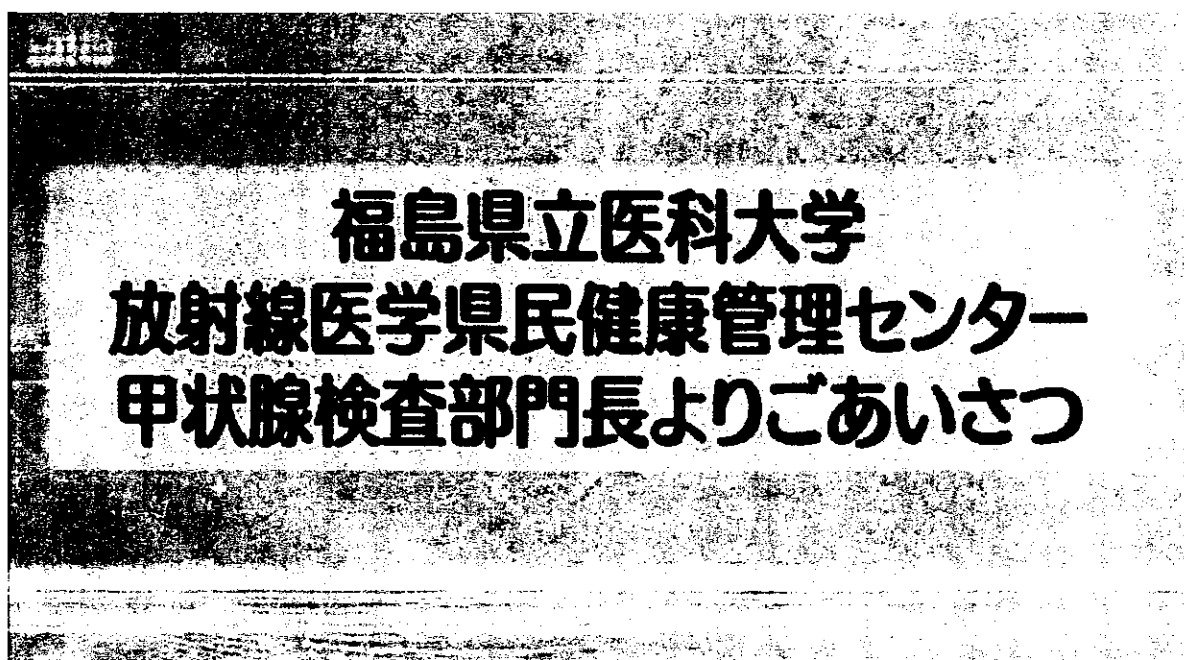 福島県立医科大学
放射線医学県民健康管理センター
甲状腺検査部門長よりごあいさつ